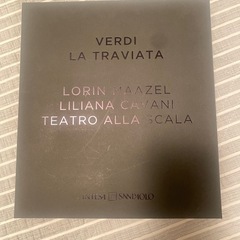 VERDI
LA TRAVIATA
LORIN MAAZEL
LILIANA CAVANI
TEATRO ALLA SCALA
INTESA SANPAOLO